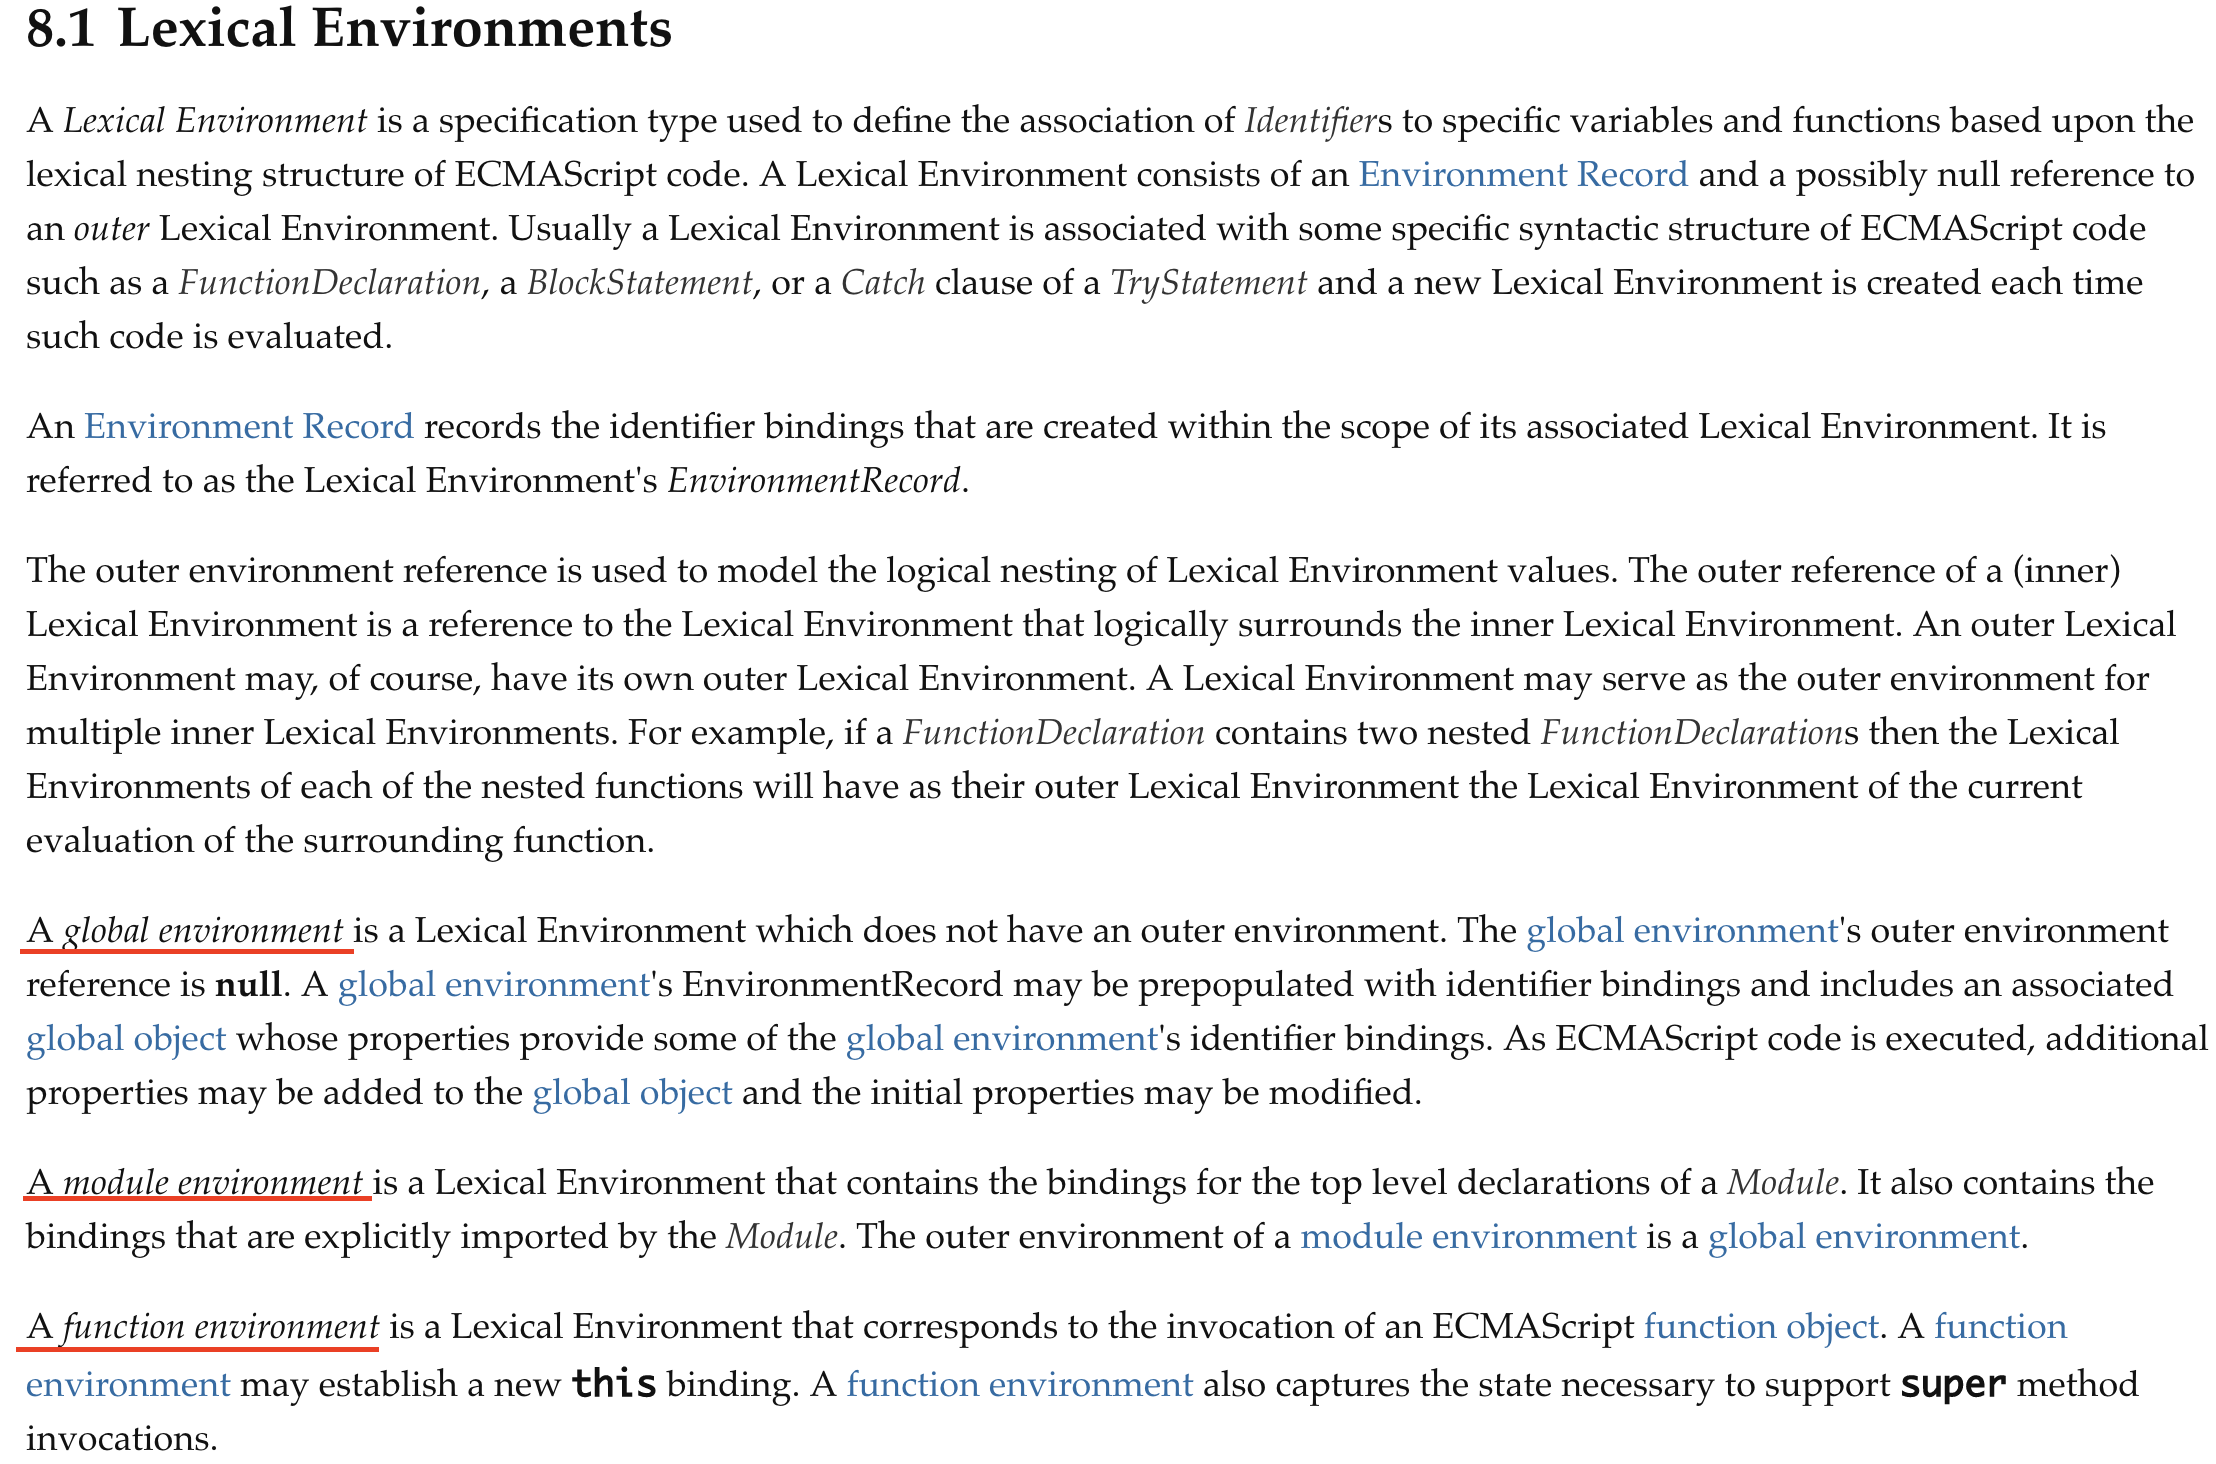 8.1 Lexical Environments
A Lexical Environment is a specification type used to define the association of Identifiers to specific variables and functions based upon the
lexical nesting structure of ECMAScript code. A Lexical Environment consists of an Environment Record and a possibly null reference to
an outer Lexical Environment. Usually a Lexical Environment is associated with some specific syntactic structure of ECMAScript code
such as a FunctionDeclaration, a BlockStatement, or a Catch clause of a TryStatement and a new Lexical Environment is created each time
such code is evaluated.
An Environment Record records the identifier bindings that are created within the scope of its associated Lexical Environment. It is
referred to as the Lexical Environment's EnvironmentRecord.
The outer environment reference is used to model the logical nesting of Lexical Environment values. The outer reference of a (inner)
Lexical Environment is a reference to the Lexical Environment that logically surrounds the inner Lexical Environment. An outer Lexical
Environment may, of course, have its own outer Lexical Environment. A Lexical Environment may serve as the outer environment for
multiple inner Lexical Environments. For example, if a FunctionDeclaration contains two nested FunctionDeclarations then the Lexical
Environments of each of the nested functions will have as their outer Lexical Environment the Lexical Environment of the current
evaluation of the surrounding function.
A global environment is a Lexical Environment which does not have an outer environment. The global environment's outer environment
reference is null. A global environment's EnvironmentRecord may be prepopulated with identifier bindings and includes an associated
global object whose properties provide some of the global environment's identifier bindings. As ECMAScript code is executed, additional
properties may be added to the global object and the initial properties may be modified.
A module environment is a Lexical Environment that contains the bindings for the top level declarations of a Module. It also contains the
bindings that are explicitly imported by the Module. The outer environment of a module environment is a global environment.
A function environment is a Lexical Environment that corresponds to the invocation of an ECMAScript function object. A function
environment may establish a new this binding. A function environment also captures the state necessary to support super method
invocations.